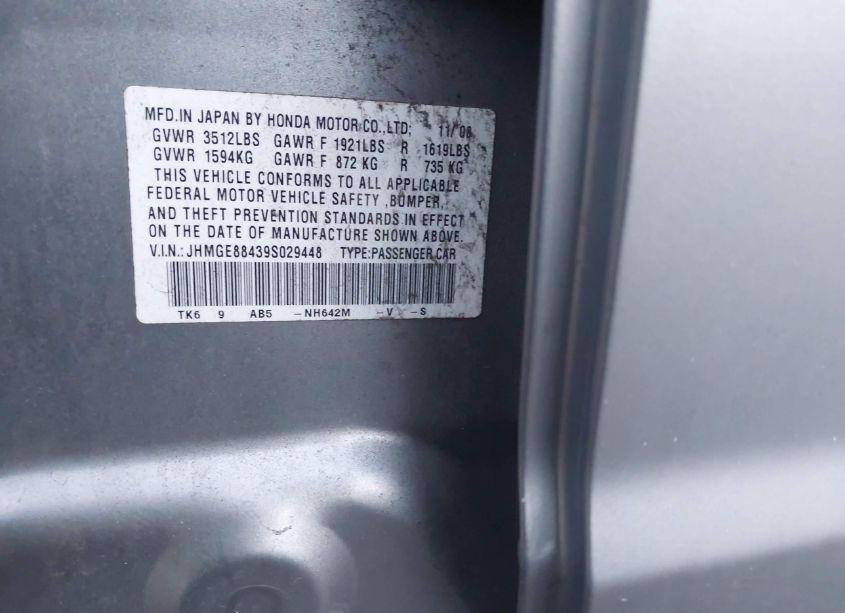 MFD.IN JAPAN BY HONDA MOTOR CO.,LTD; 11/08
GVWR 3512LBS GAWR F 1921LBS R 1619LBS
GVWR 1594KG GAWR F 872 KG R 735 KG
THIS VEHICLE CONFORMS TO ALL APPLICABLE
FEDERAL MOTOR VEHICLE SAFETY ,BUMPER,
AND THEFT PREVENTION STANDARDS IN EFFECT
ON THE DATE OF MANUFACTURE SHOWN ABOVE.
V.I.N.: JHMGE88439S029448 TYPE:PASSENGER CAR
TK6 9 AB5 -NH642M -V -S